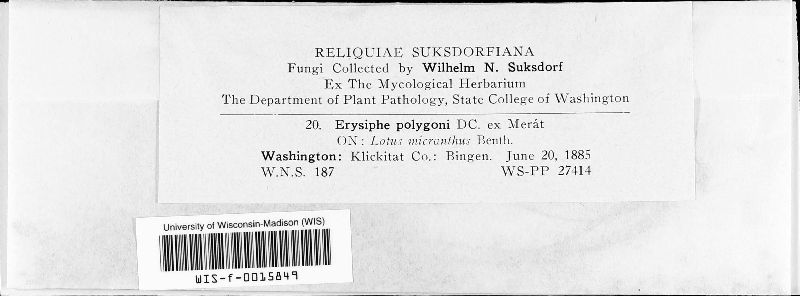 RELIQUIAE SUKSDORFIANA
Fungi Collected by Wilhelm N. Suksdorf
Ex The Mycological Herbarium
The Department of Plant Pathology, State College of Washington
20. Erysiphe polygoni DC. ex Merát
ON: Lotus micranthus Benth.
Washington: Klickitat Co.: Bingen. June 20, 1885
W.N.S. 187 WS-PP 27414
University of Wisconsin-Madison (WIS)
WIS-f-0015849